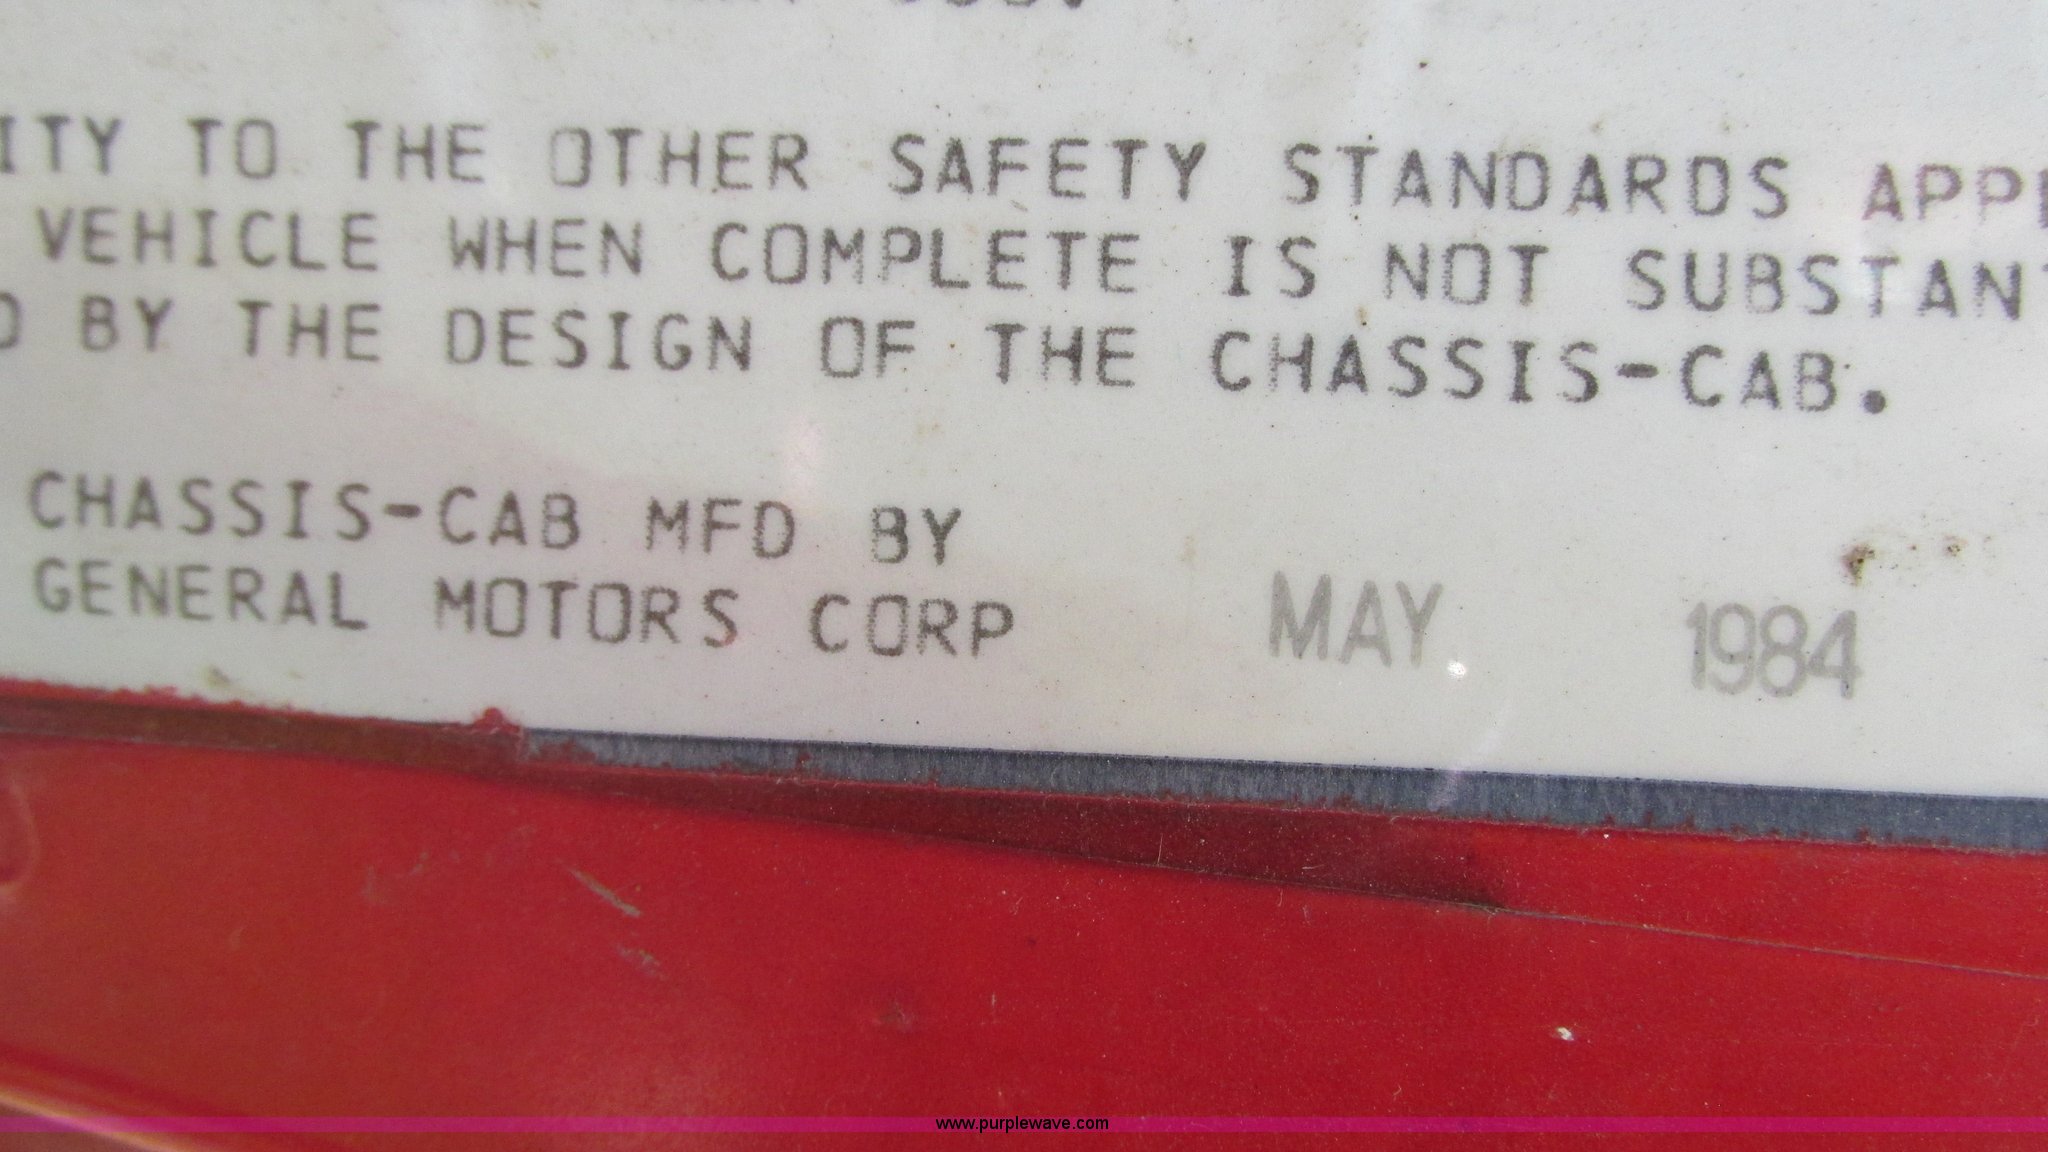 ITY TO THE OTHER SAFETY STANDARDS APPL
VEHICLE WHEN COMPLETE IS NOT SUBSTANT
D BY THE DESIGN OF THE CHASSIS-CAB.
CHASSIS-CAB MFD BY
GENERAL MOTORS CORP MAY 1984
www.purplewave.com